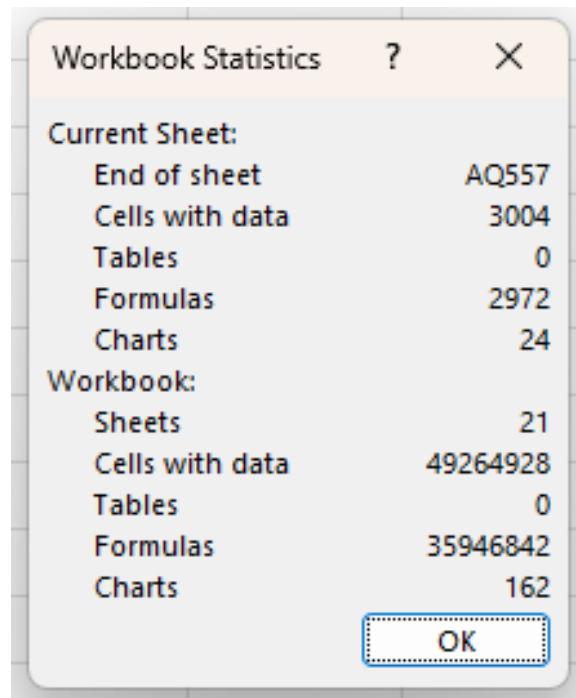 Workbook Statistics ? ×
Current Sheet:
End of sheet AQ557
Cells with data 3004
Tables 0
Formulas 2972
Charts 24
Workbook:
Sheets 21
Cells with data 49264928
Tables 0
Formulas 35946842
Charts 162
OK